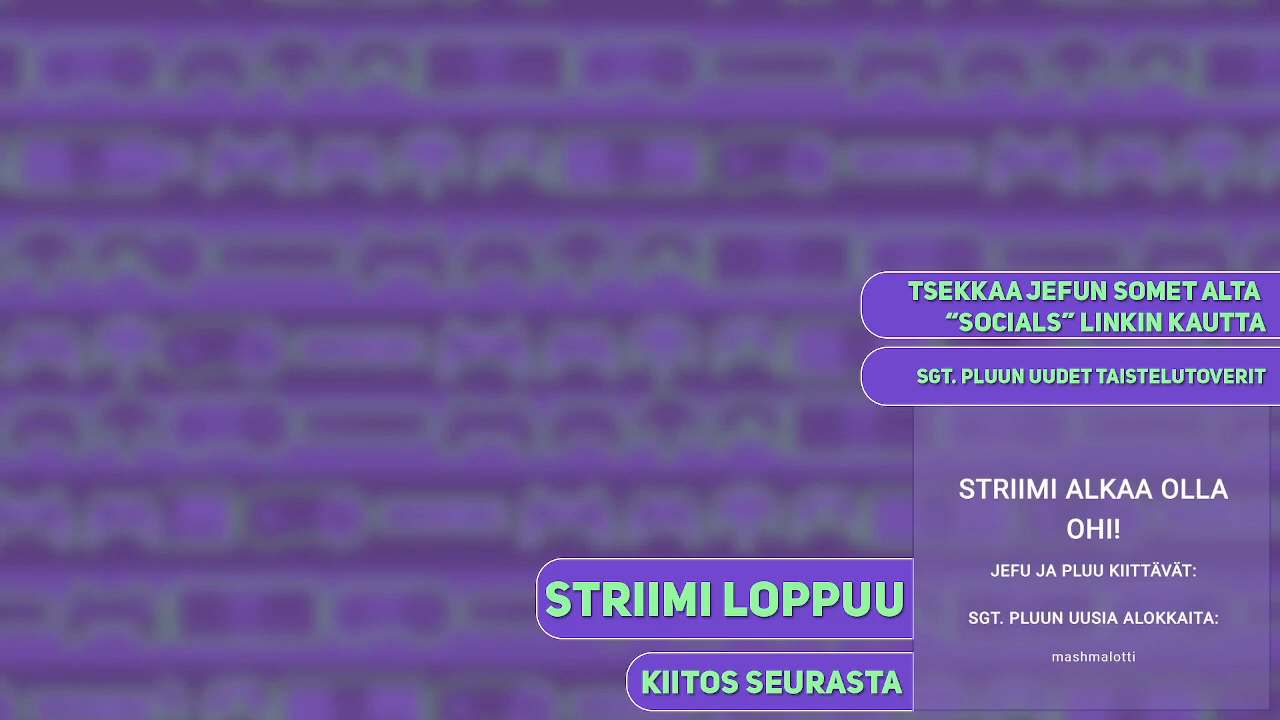 TSEKKAA JEFUN SOMET ALTA
“SOCIALS” LINKIN KAUTTA
SGT. PLUUN UUDET TAISTELUTOVERIT
STRIIMI ALKAA OLLA
OHI!
JEFU JA PLUU KIITTÄVÄT:
SGT. PLUUN UUSIA ALOKKAITA:
mashmalotti
STRIIMI LOPPUU
KIITOS SEURASTA